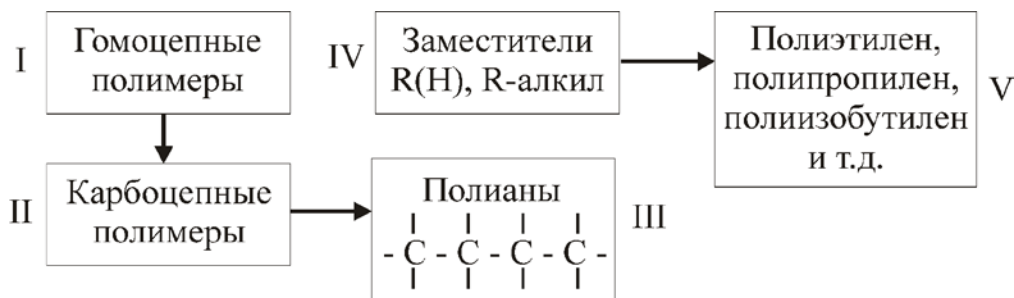 I
Гомоцепные
полимеры
IV
Заместители
R(H), R-алкил
Полиэтилен,
полипропилен,
полиизобутилен
и т.д.
V
II
Карбоцепные
полимеры
Полианы
- C - C - C - C -
III